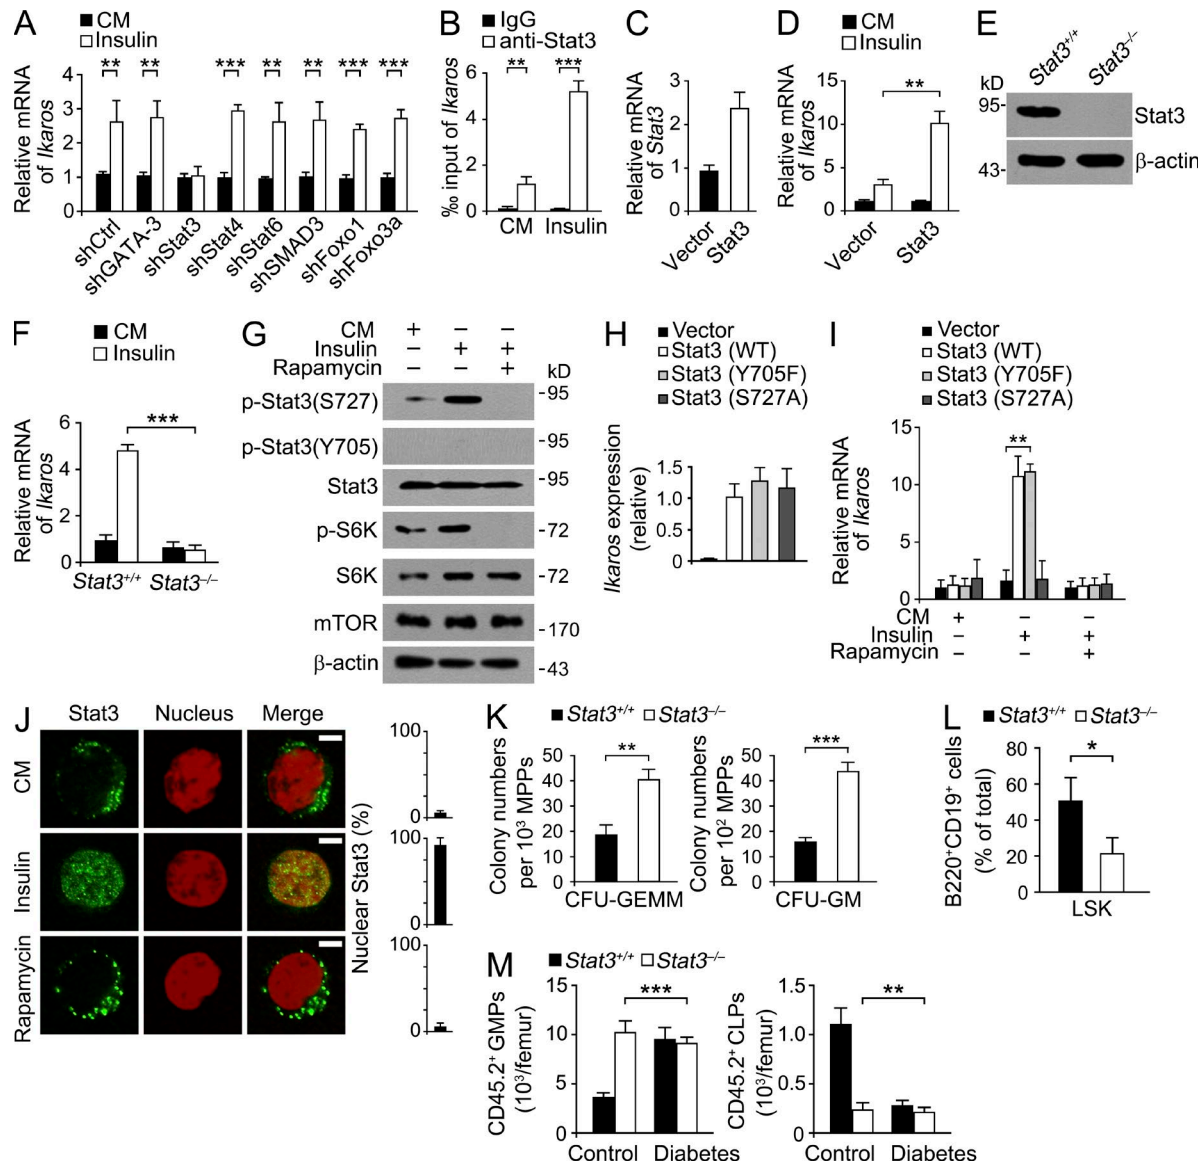 A
■ CM
□ Insulin
** ** *** ** ** *** ***
Relative mRNA
of Ikaros
4
3
2
1
0
shCtrl
shGATA-3
shStat3
shStat4
shStat6
shSMAD3
shFoxo1
shFoxo3a
B
■ IgG
□ anti-Stat3
** ***
‰ input of Ikaros
6
4
2
0
CM Insulin
C
Relative mRNA
of Stat3
3
2
1
0
Vector
Stat3
D
■ CM
□ Insulin
**
Relative mRNA
of Ikaros
15
10
5
0
Vector
Stat3
E
Stat3+/+
Stat3–/–
kD
95-
Stat3
43-
β-actin
F
■ CM
□ Insulin
***
Relative mRNA
of Ikaros
6
4
2
0
Stat3+/+ Stat3–/–
G
CM + – –
Insulin – + +
Rapamycin – – +
kD
p-Stat3(S727) -95
p-Stat3(Y705) -95
Stat3 -95
p-S6K -72
S6K -72
mTOR -170
β-actin -43
H
■ Vector
□ Stat3 (WT)
Stat3 (Y705F)
Stat3 (S727A)
Ikaros expression
(relative)
1.5
1.0
0.5
0
I
■ Vector
□ Stat3 (WT)
Stat3 (Y705F)
Stat3 (S727A)
**
Relative mRNA
of Ikaros
15
10
5
0
CM + – –
Insulin – + +
Rapamycin – – +
J
Stat3 Nucleus Merge
CM
Insulin
Rapamycin
Nuclear Stat3 (%)
100
0
100
0
100
0
K
■ Stat3+/+ □ Stat3–/–
**
Colony numbers
per 10³ MPPs
50
40
30
20
10
0
CFU-GEMM
***
Colony numbers
per 10² MPPs
50
40
30
20
10
0
CFU-GM
L
■ Stat3+/+ □ Stat3–/–
*
B220+CD19+ cells
(% of total)
80
60
40
20
0
LSK
M
■ Stat3+/+ □ Stat3–/–
***
CD45.2+ GMPs
(10³/femur)
15
10
5
0
Control Diabetes
**
CD45.2+ CLPs
(10³/femur)
1.5
1.0
0.5
0
Control Diabetes